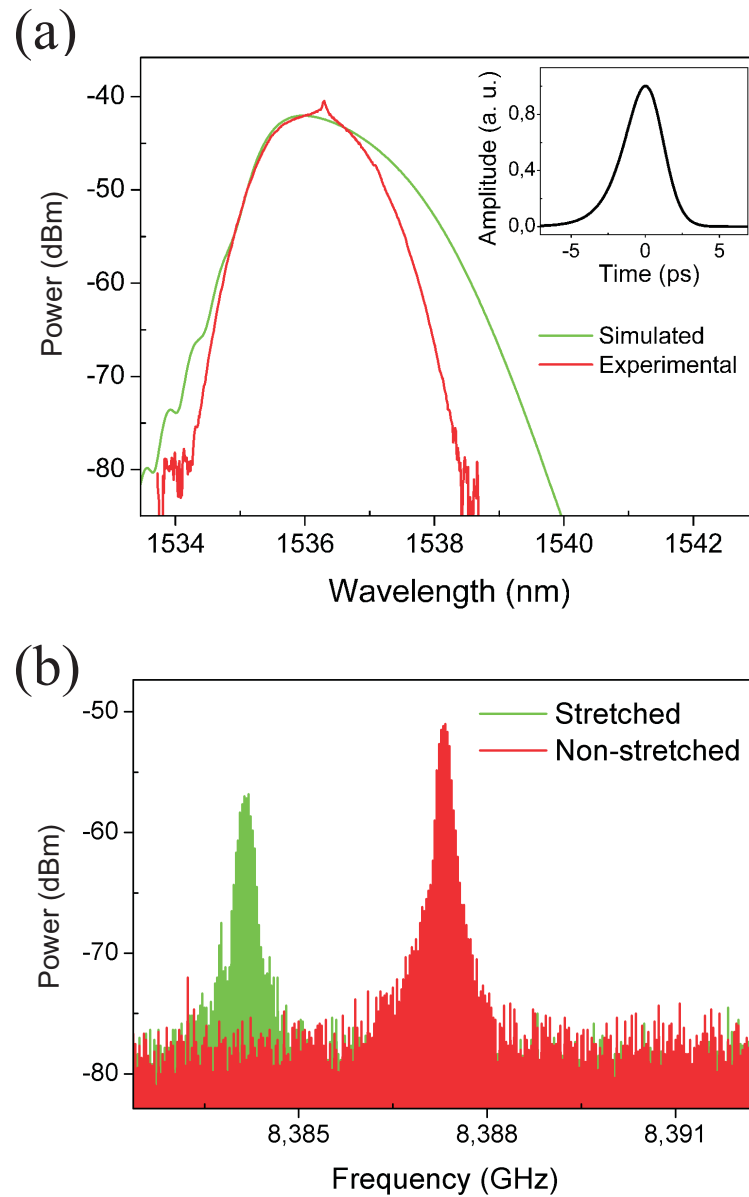 (a)
-40
-50
-60
-70
-80
Power (dBm)
1534
1536
1538
1540
1542
Wavelength (nm)
Amplitude (a. u.)
0,8
0,4
0,0
-5
0
5
Time (ps)
Simulated
Experimental
(b)
-50
-60
-70
-80
Power (dBm)
Stretched
Non-stretched
8,385
8,388
8,391
Frequency (GHz)